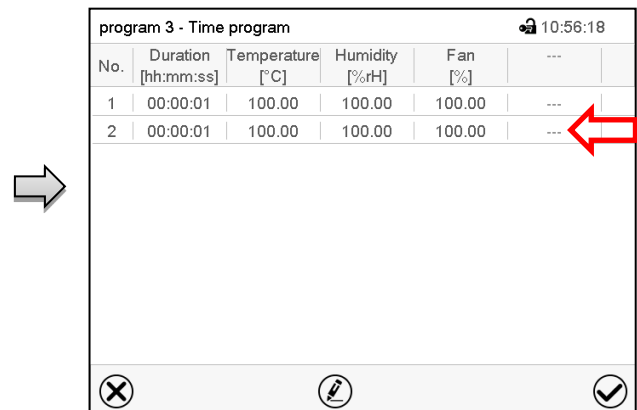 program 3 - Time program 10:56:18
No. Duration [hh:mm:ss] Temperature [°C] Humidity [%rH] Fan [%] ---
1 00:00:01 100.00 100.00 100.00 ---
2 00:00:01 100.00 100.00 100.00 ---